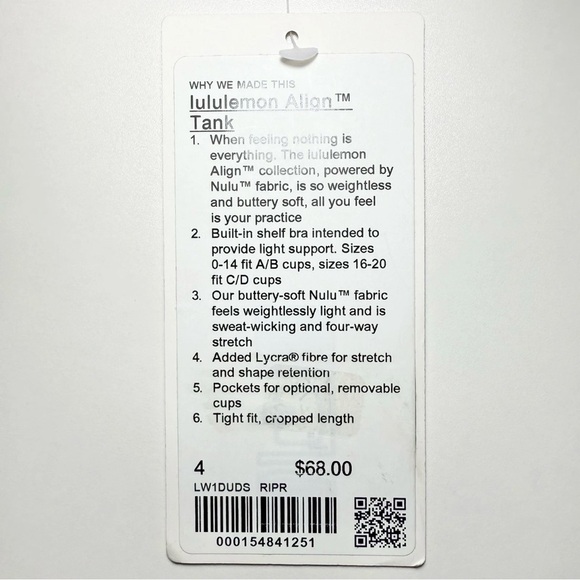 WHY WE MADE THIS
lululemon Align™
Tank
1. When feeling nothing is
everything. The lululemon
Align™ collection, powered by
Nulu™ fabric, is so weightless
and buttery soft, all you feel
is your practice
2. Built-in shelf bra intended to
provide light support. Sizes
0-14 fit A/B cups, sizes 16-20
fit C/D cups
3. Our buttery-soft Nulu™ fabric
feels weightlessly light and is
sweat-wicking and four-way
stretch
4. Added Lycra® fibre for stretch
and shape retention
5. Pockets for optional, removable
cups
6. Tight fit, cropped length
4 $68.00
LW1DUDS RIPR
000154841251